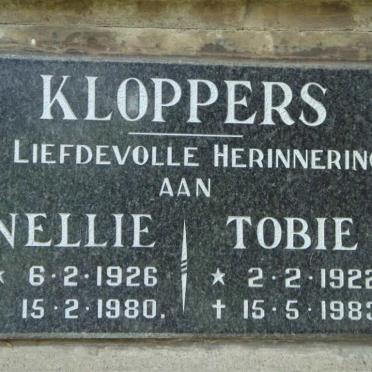 KLOPPERS
LIEFDEVOLLE HERINNERING
AAN
NELLIE TOBIE
★ 6·2·1926 ★ 2·2·1922
15·2·1980. ✝ 15·5·1983